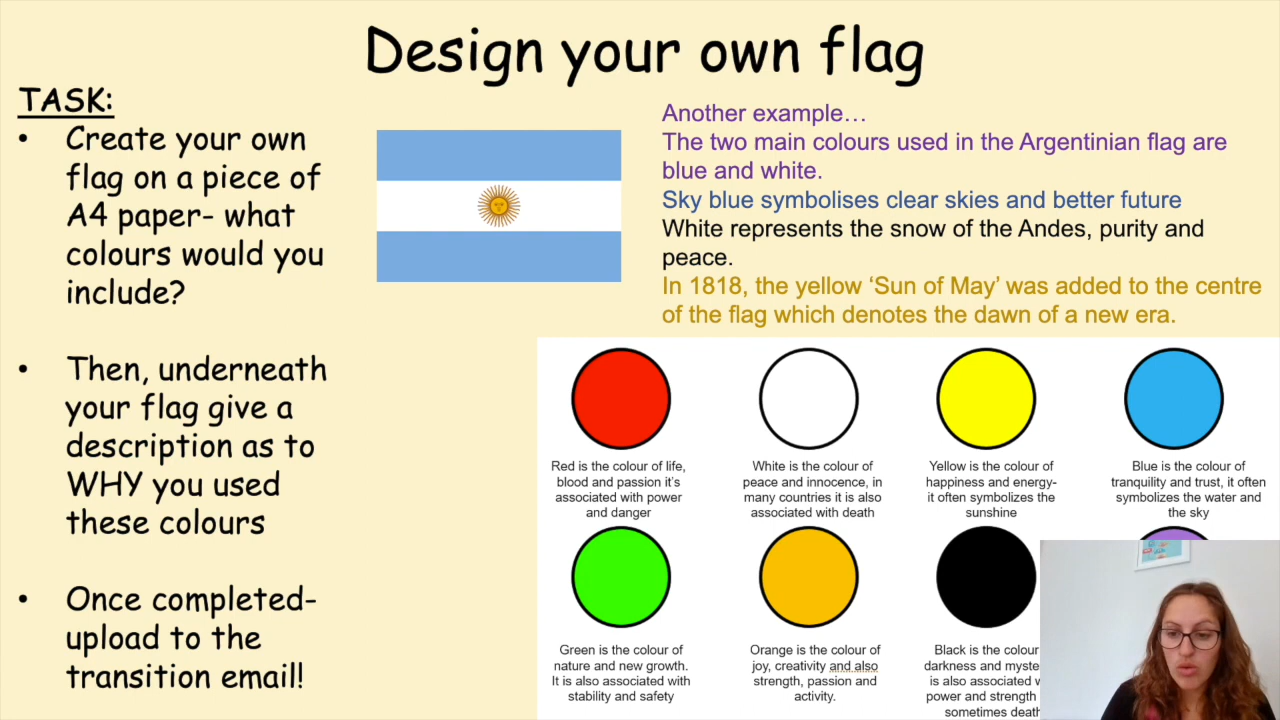 Design your own flag
TASK:
• Create your own
flag on a piece of
A4 paper- what
colours would you
include?
• Then, underneath
your flag give a
description as to
WHY you used
these colours
• Once completed-
upload to the
transition email!
Another example…
The two main colours used in the Argentinian flag are
blue and white.
Sky blue symbolises clear skies and better future
White represents the snow of the Andes, purity and
peace.
In 1818, the yellow ‘Sun of May’ was added to the centre
of the flag which denotes the dawn of a new era.
Red is the colour of life,
blood and passion it's
associated with power
and danger
White is the colour of
peace and innocence, in
many countries it is also
associated with death
Yellow is the colour of
happiness and energy-
it often symbolizes the
sunshine
Blue is the colour of
tranquility and trust, it often
symbolizes the water and
the sky
Green is the colour of
nature and new growth.
It is also associated with
stability and safety
Orange is the colour of
joy, creativity and also
strength, passion and
activity.
Black is the colour
darkness and myste
is also associated
power and strength
sometimes death